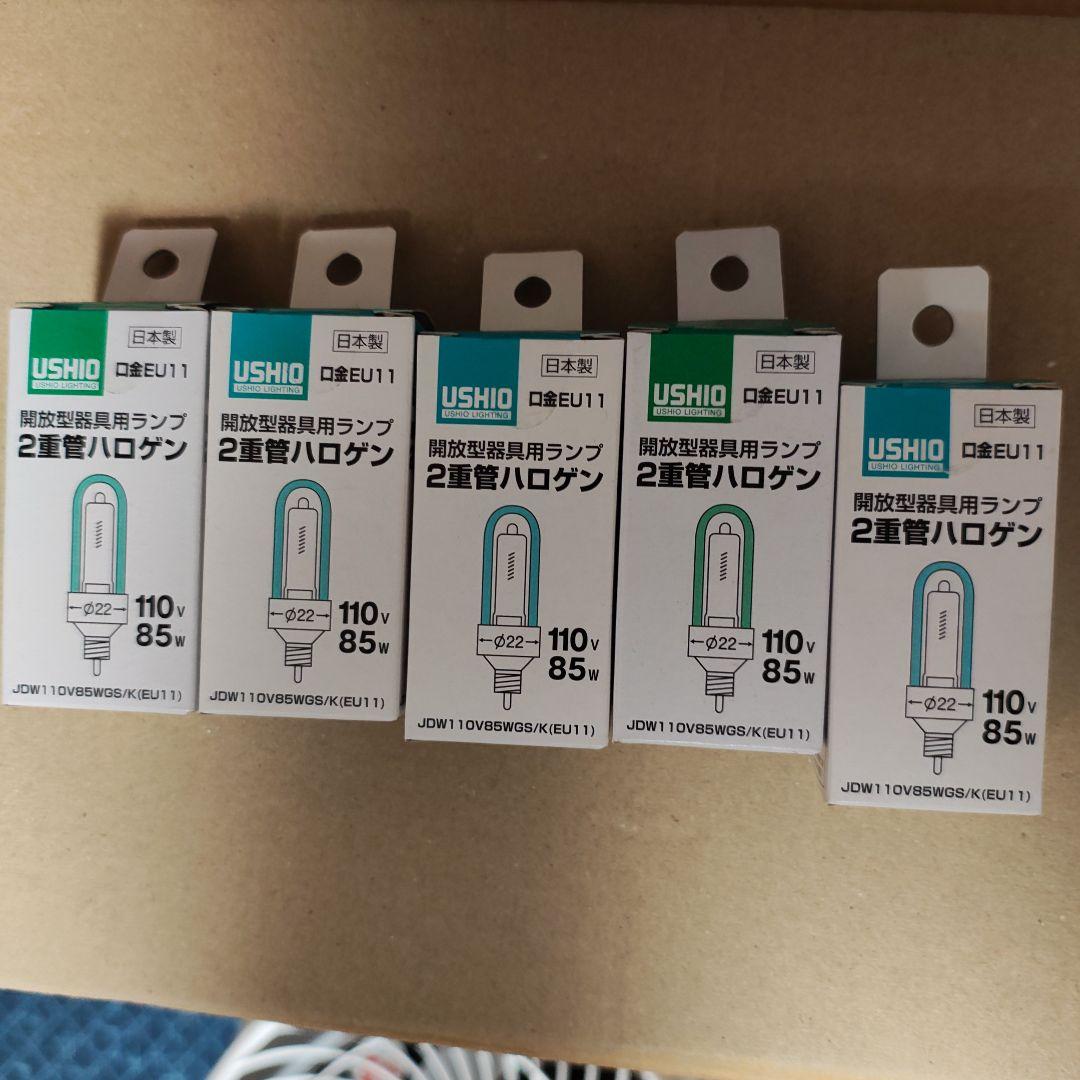 USHIO
USHIO LIGHTING
日本製
口金EU11
開放型器具用ランプ
2重管ハロゲン
φ22
110V
85W
JDW110V85WGS/K(EU11)
USHIO
USHIO LIGHTING
日本製
口金EU11
開放型器具用ランプ
2重管ハロゲン
φ22
110V
85W
JDW110V85WGS/K(EU11)
USHIO
USHIO LIGHTING
日本製
口金EU11
開放型器具用ランプ
2重管ハロゲン
φ22
110V
85W
JDW110V85WGS/K(EU11)
USHIO
USHIO LIGHTING
日本製
口金EU11
開放型器具用ランプ
2重管ハロゲン
φ22
110V
85W
JDW110V85WGS/K(EU11)
USHIO
USHIO LIGHTING
日本製
口金EU11
開放型器具用ランプ
2重管ハロゲン
φ22
110V
85W
JDW110V85WGS/K(EU11)